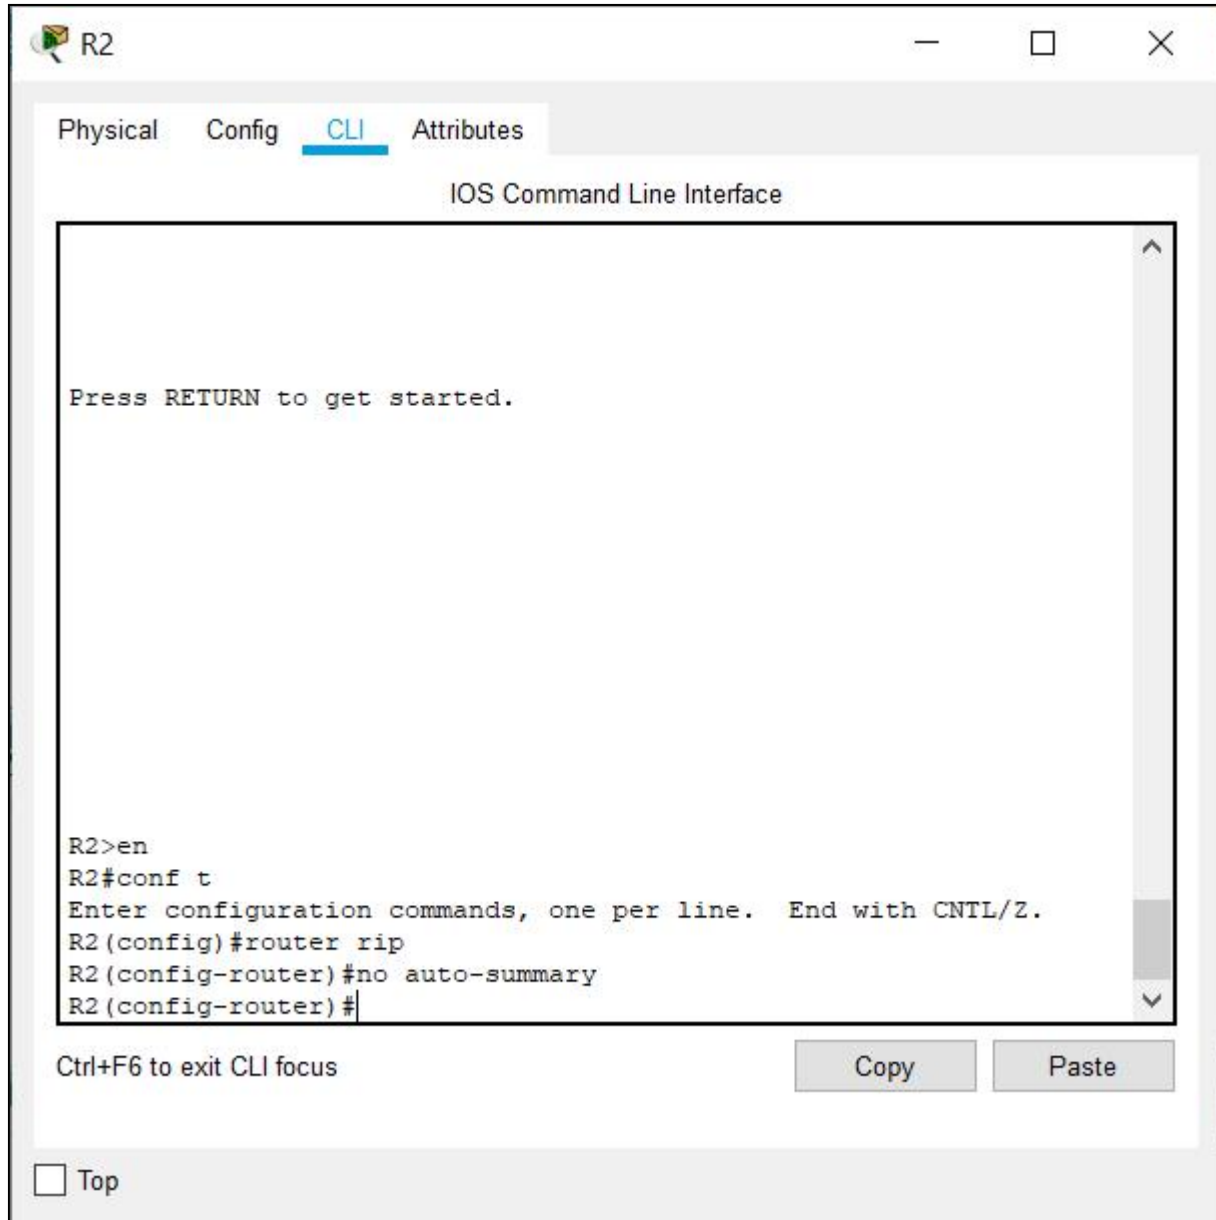 R2
Physical Config CLI Attributes
IOS Command Line Interface
Press RETURN to get started.
R2>en
R2#conf t
Enter configuration commands, one per line.  End with CNTL/Z.
R2(config)#router rip
R2(config-router)#no auto-summary
R2(config-router)#
Ctrl+F6 to exit CLI focus
Copy Paste
Top